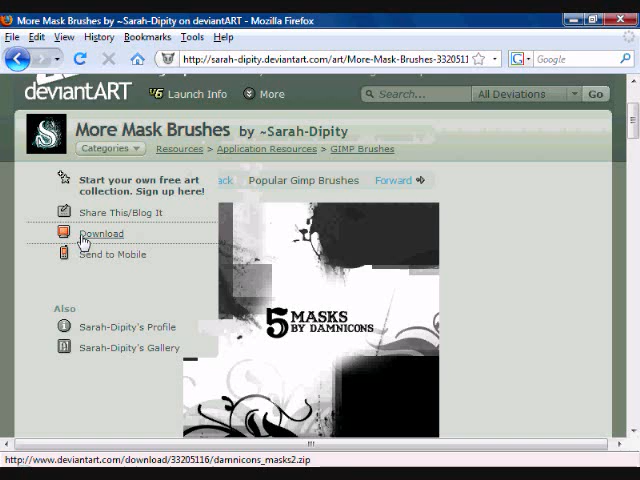 More Mask Brushes by ~Sarah-Dipity on deviantART - Mozilla Firefox
File Edit View History Bookmarks Tools Help
http://sarah-dipity.deviantart.com/art/More-Mask-Brushes-3320511
Google
deviantART v6 Launch Info More Search... All Deviations Go
More Mask Brushes by ~Sarah-Dipity
Categories Resources > Application Resources > GIMP Brushes
Start your own free art
collection. Sign up here!
Share This/Blog It
Download
Send to Mobile
Also
Sarah-Dipity's Profile
Sarah-Dipity's Gallery
ack Popular Gimp Brushes Forward
5 MASKS
BY DAMNICONS
http://www.deviantart.com/download/33205116/damnicons_masks2.zip